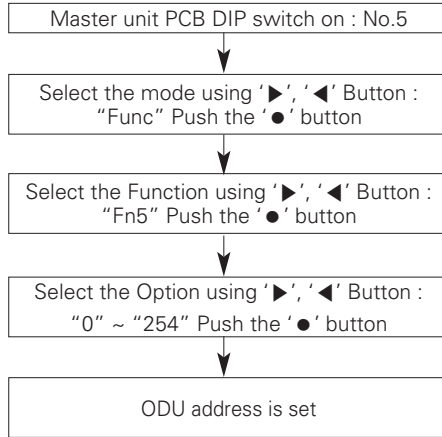 Master unit PCB DIP switch on : No.5
Select the mode using ‘▶’, ‘◀’ Button :
“Func” Push the ‘●’ button
Select the Function using ‘▶’, ‘◀’ Button :
“Fn5” Push the ‘●’ button
Select the Option using ‘▶’, ‘◀’ Button :
“0” ~ “254” Push the ‘●’ button
ODU address is set